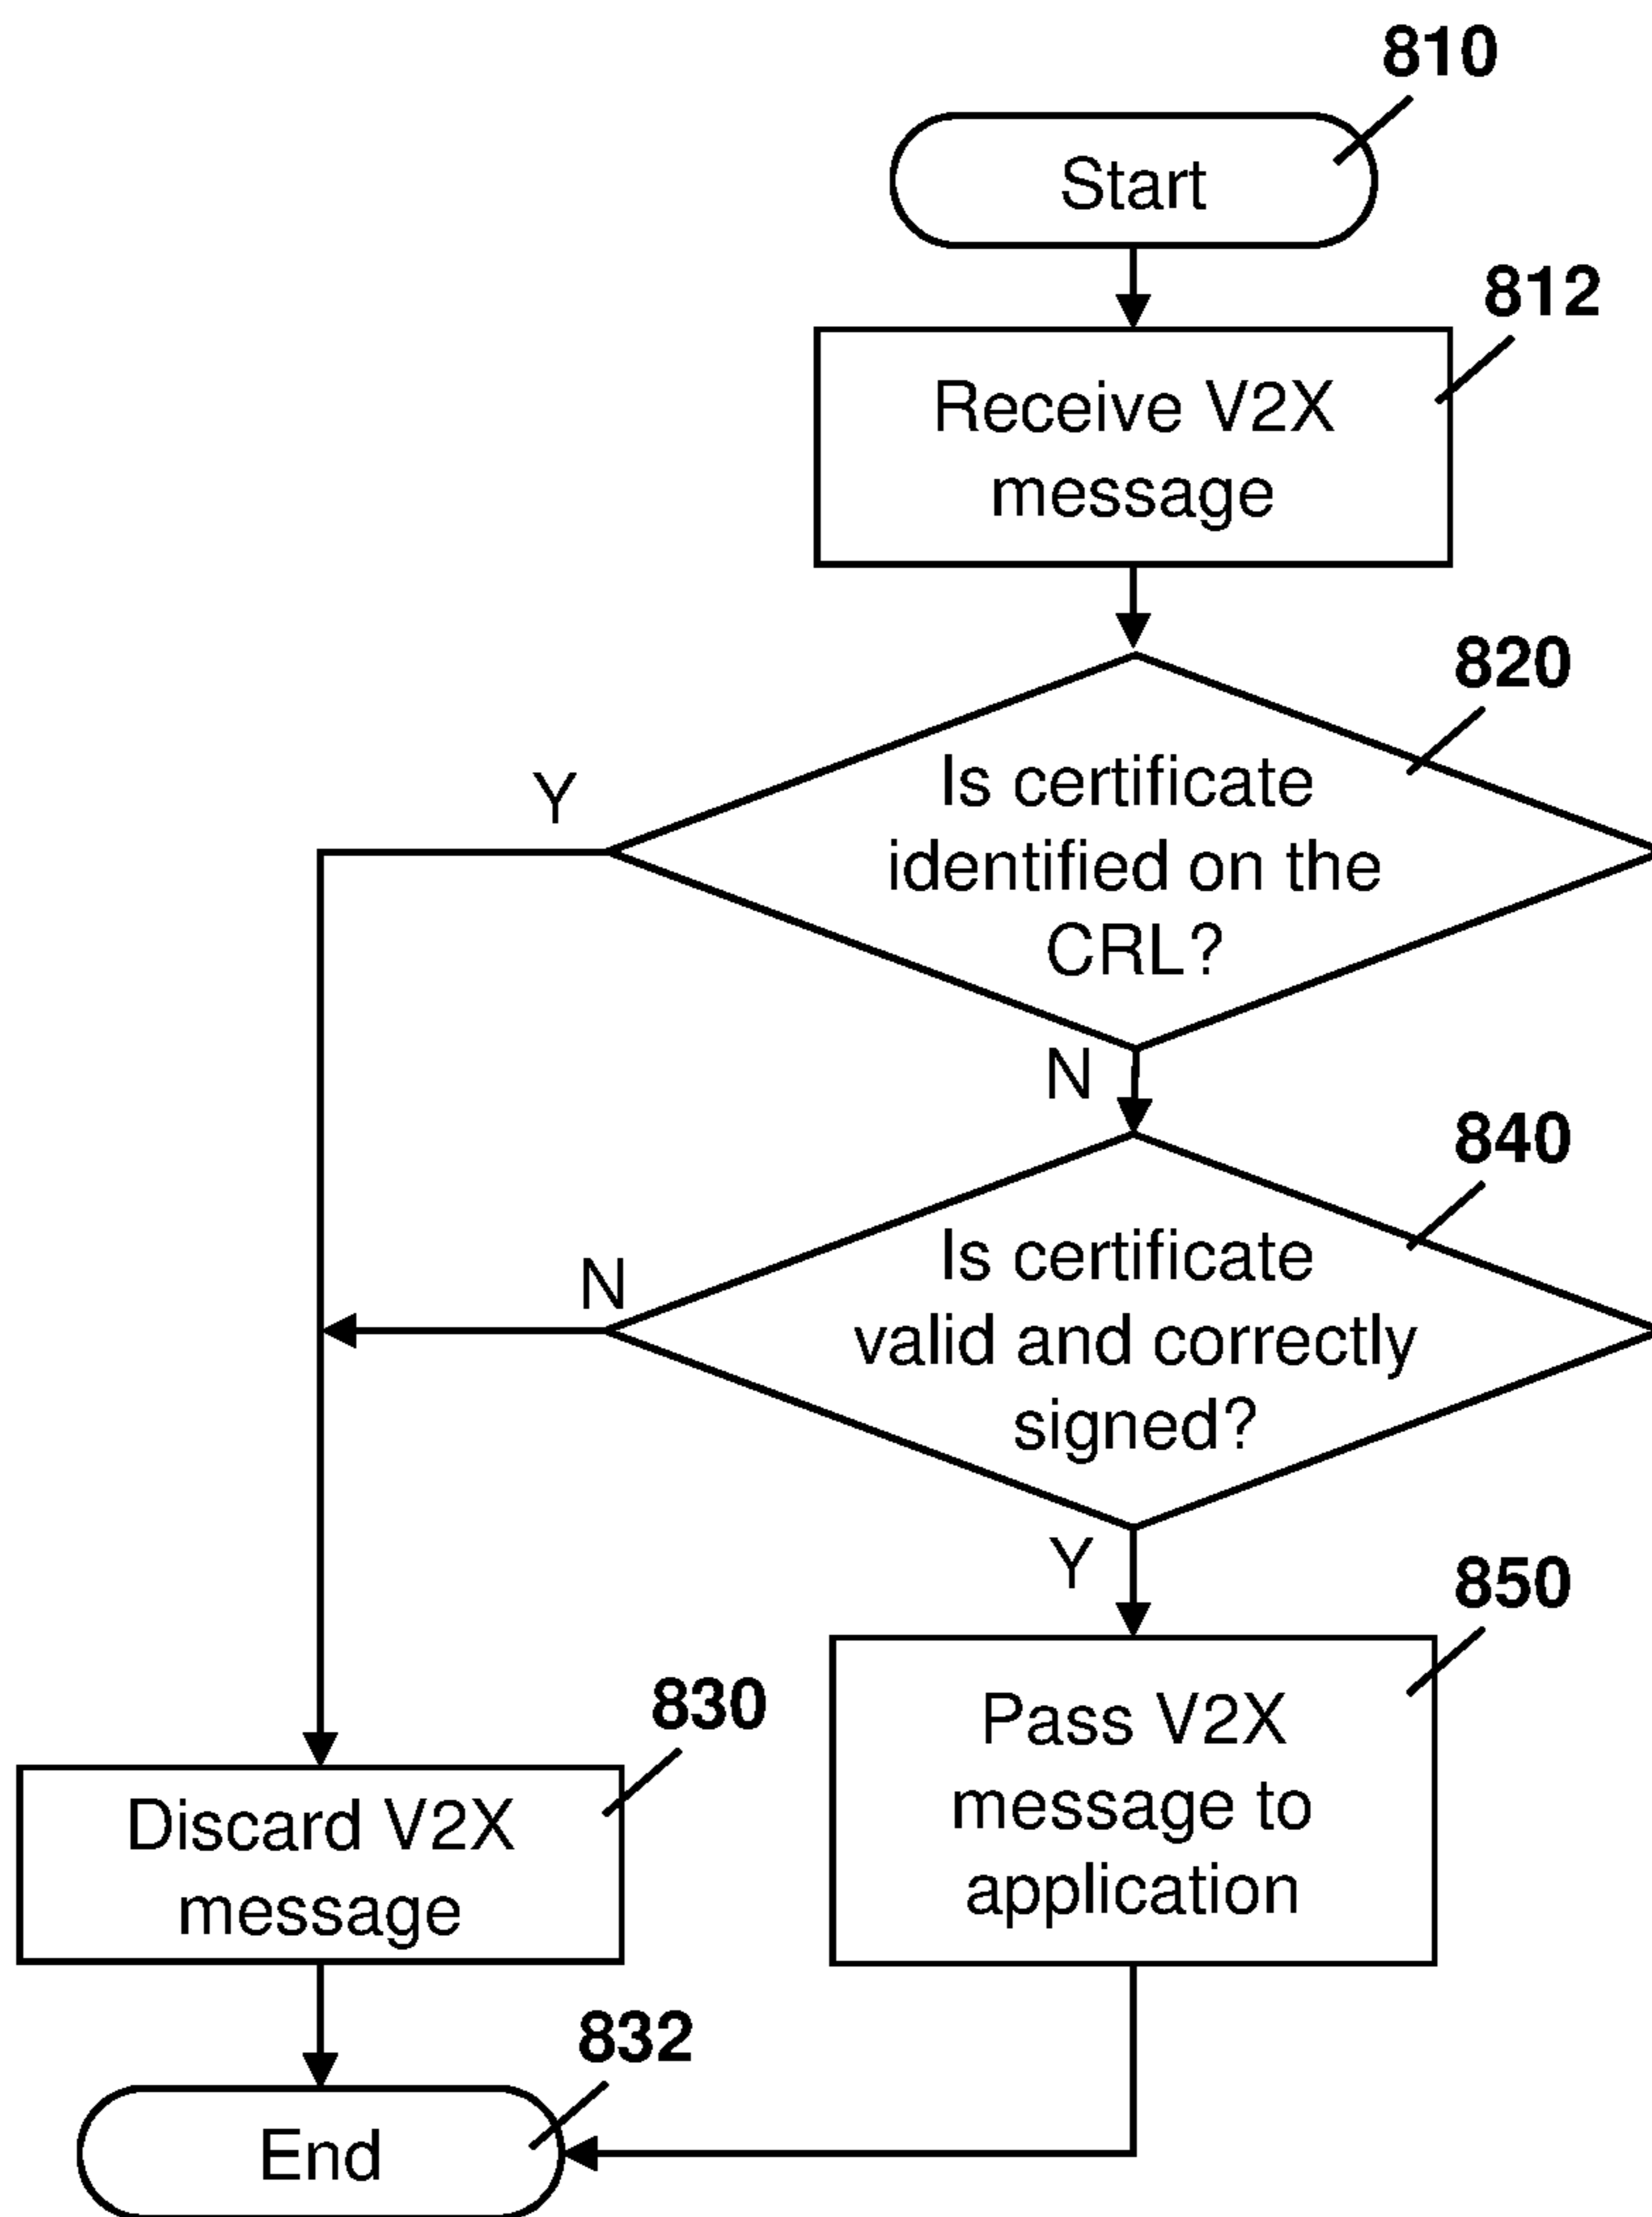 810
Start
812
Receive V2X
message
820
Is certificate
identified on the
CRL?
Y
N
840
Is certificate
valid and correctly
signed?
N
Y
850
Pass V2X
message to
application
830
Discard V2X
message
832
End